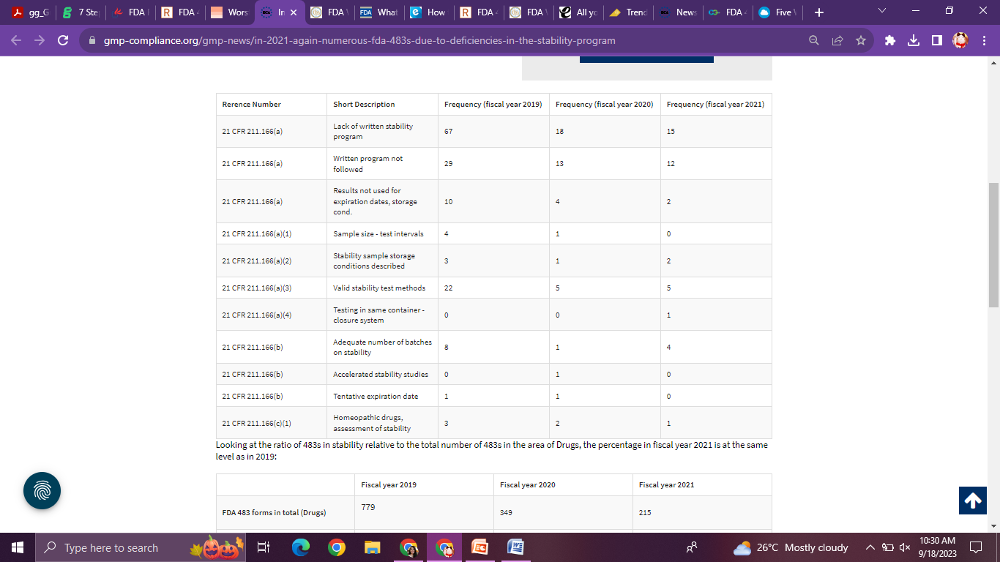 gg_G
7 Ste
FDA
FDA
Wors
In
FDA
What
How
FDA
FDA
All yo
Trend
News
FDA
Five
gmp-compliance.org/gmp-news/in-2021-again-numerous-fda-483s-due-to-deficiencies-in-the-stability-program
Rerence Number Short Description Frequency (fiscal year 2019) Frequency (fiscal year 2020) Frequency (fiscal year 2021)
21 CFR 211.166(a) Lack of written stability program 67 18 15
21 CFR 211.166(a) Written program not followed 29 13 12
21 CFR 211.166(a) Results not used for expiration dates, storage cond. 10 4 2
21 CFR 211.166(a)(1) Sample size - test intervals 4 1 0
21 CFR 211.166(a)(2) Stability sample storage conditions described 3 1 2
21 CFR 211.166(a)(3) Valid stability test methods 22 5 5
21 CFR 211.166(a)(4) Testing in same container - closure system 0 0 1
21 CFR 211.166(b) Adequate number of batches on stability 8 1 4
21 CFR 211.166(b) Accelerated stability studies 0 1 0
21 CFR 211.166(b) Tentative expiration date 1 1 0
21 CFR 211.166(c)(1) Homeopathic drugs, assessment of stability 3 2 1
Looking at the ratio of 483s in stability relative to the total number of 483s in the area of Drugs, the percentage in fiscal year 2021 is at the same
level as in 2019:
Fiscal year 2019 Fiscal year 2020 Fiscal year 2021
FDA 483 forms in total (Drugs) 779 349 215
Type here to search
26°C Mostly cloudy
10:30 AM
9/18/2023